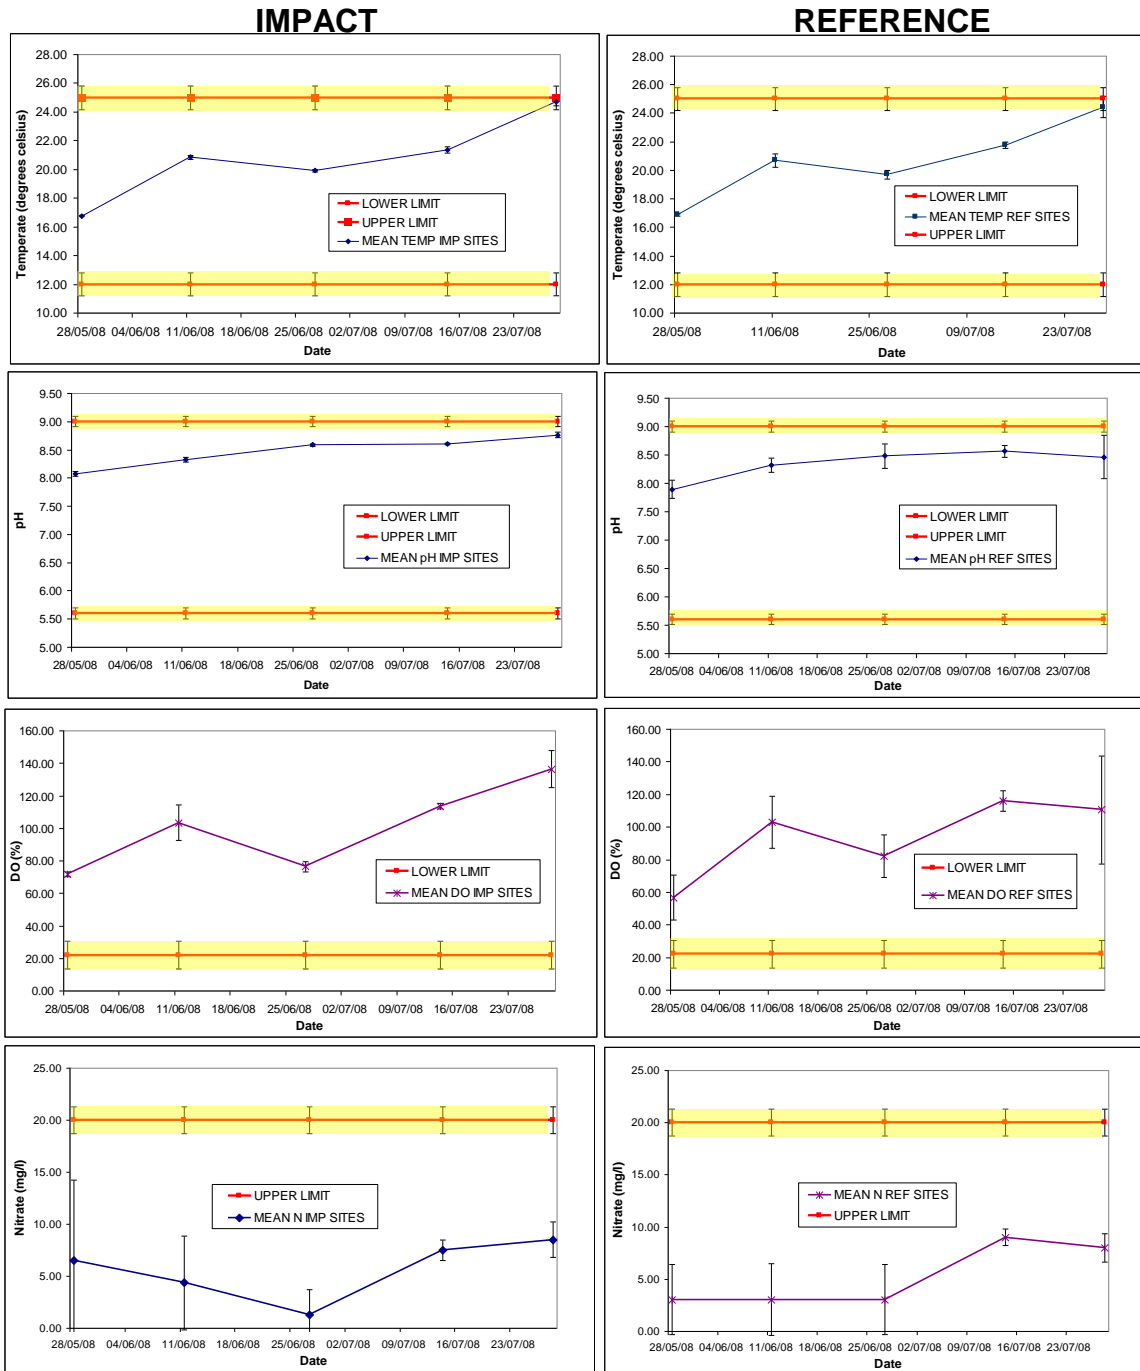 IMPACT
REFERENCE
28.00
26.00
24.00
22.00
20.00
18.00
16.00
14.00
12.00
10.00
Temperate (degrees celsius)
LOWER LIMIT
UPPER LIMIT
MEAN TEMP IMP SITES
28/05/08 04/06/08 11/06/08 18/06/08 25/06/08 02/07/08 09/07/08 16/07/08 23/07/08
Date
28.00
26.00
24.00
22.00
20.00
18.00
16.00
14.00
12.00
10.00
Temperate (degrees celsius)
LOWER LIMIT
MEAN TEMP REF SITES
UPPER LIMIT
28/05/08 11/06/08 25/06/08 09/07/08 23/07/08
Date
9.50
9.00
8.50
8.00
7.50
7.00
6.50
6.00
5.50
5.00
pH
LOWER LIMIT
UPPER LIMIT
MEAN pH IMP SITES
28/05/08 04/06/08 11/06/08 18/06/08 25/06/08 02/07/08 09/07/08 16/07/08 23/07/08
Date
9.50
9.00
8.50
8.00
7.50
7.00
6.50
6.00
5.50
5.00
pH
LOWER LIMIT
UPPER LIMIT
MEAN pH REF SITES
28/05/08 04/06/08 11/06/08 18/06/08 25/06/08 02/07/08 09/07/08 16/07/08 23/07/08
Date
160.00
140.00
120.00
100.00
80.00
60.00
40.00
20.00
0.00
DO (%)
LOWER LIMIT
MEAN DO IMP SITES
28/05/08 04/06/08 11/06/08 18/06/08 25/06/08 02/07/08 09/07/08 16/07/08 23/07/08
Date
160.00
140.00
120.00
100.00
80.00
60.00
40.00
20.00
0.00
DO (%)
LOWER LIMIT
MEAN DO REF SITES
28/05/08 04/06/08 11/06/08 18/06/08 25/06/08 02/07/08 09/07/08 16/07/08 23/07/08
Date
25.00
20.00
15.00
10.00
5.00
0.00
Nitrate (mg/l)
UPPER LIMIT
MEAN N IMP SITES
28/05/08 04/06/08 11/06/08 18/06/08 25/06/08 02/07/08 09/07/08 16/07/08 23/07/08
Date
25.00
20.00
15.00
10.00
5.00
0.00
Nitrate (mg/l)
MEAN N REF SITES
UPPER LIMIT
28/05/08 04/06/08 11/06/08 18/06/08 25/06/08 02/07/08 09/07/08 16/07/08 23/07/08
Date